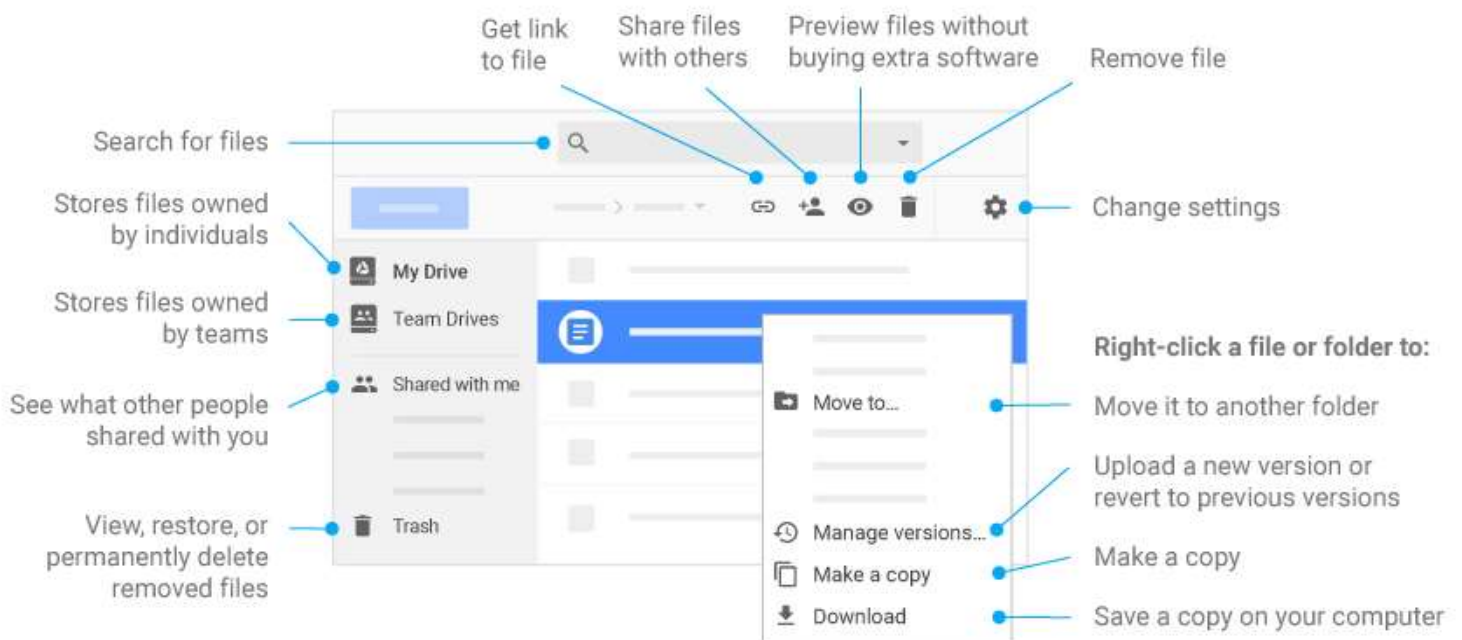 Get link
to file
Share files
with others
Preview files without
buying extra software
Remove file
Search for files
Stores files owned
by individuals
Change settings
My Drive
Stores files owned
by teams
Team Drives
Right-click a file or folder to:
See what other people
shared with you
Shared with me
Move to...
Move it to another folder
Upload a new version or
revert to previous versions
View, restore, or
permanently delete
removed files
Trash
Manage versions...
Make a copy
Make a copy
Download
Save a copy on your computer